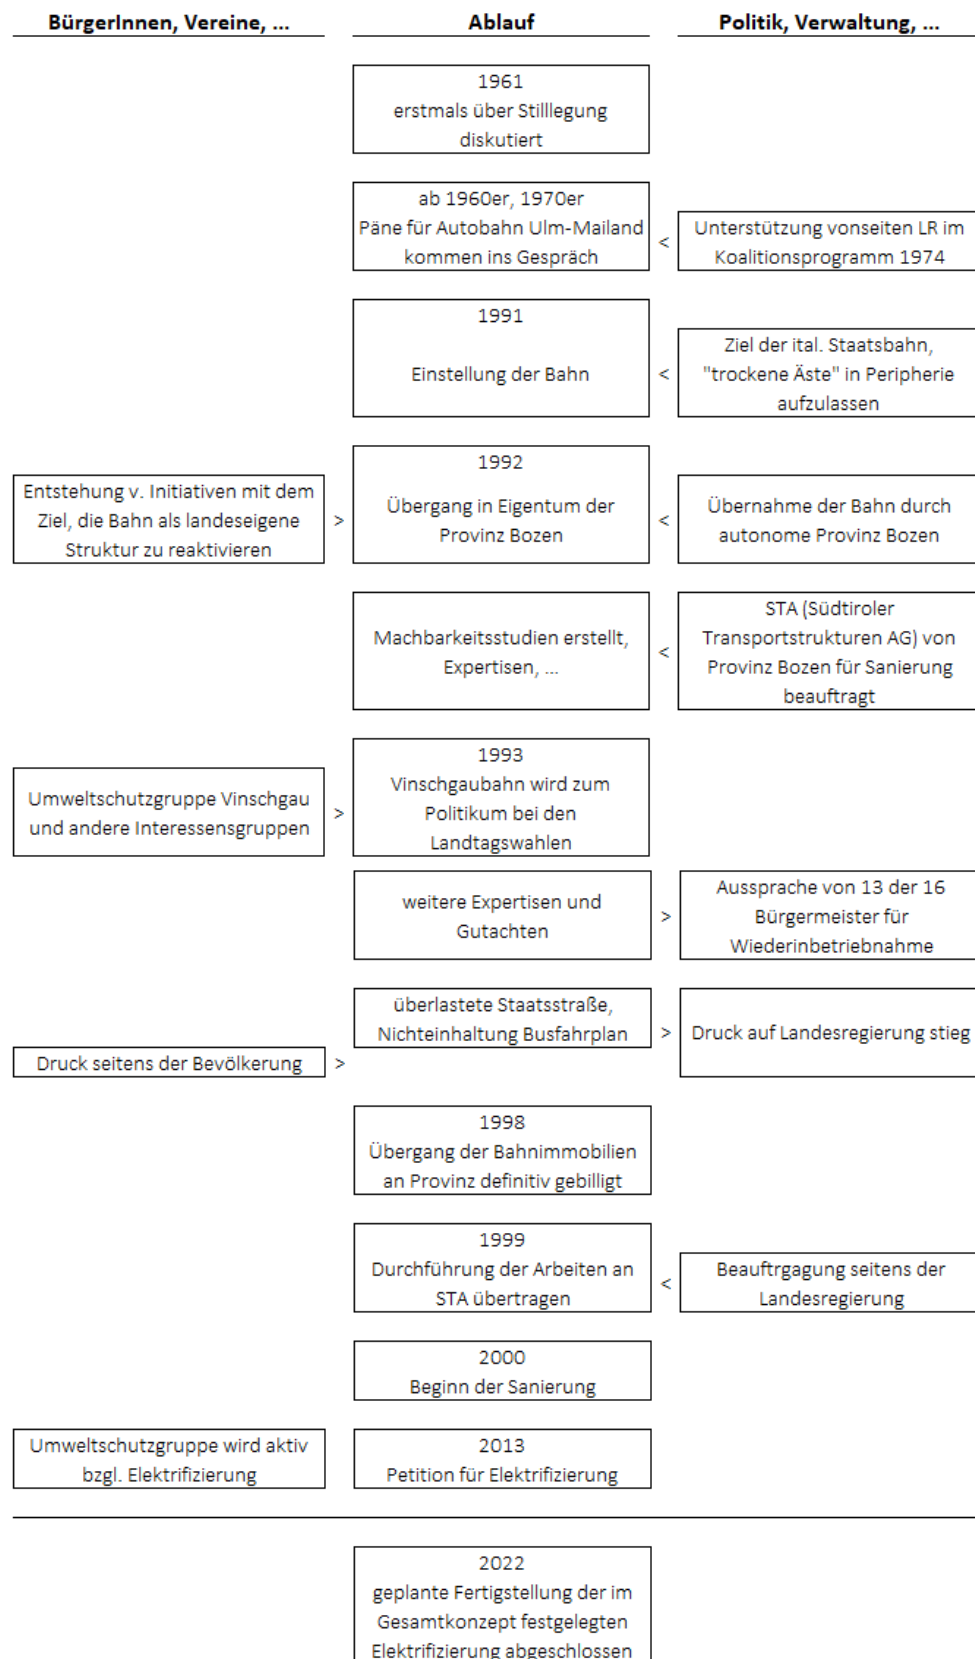 BürgerInnen, Vereine, ...
Ablauf
Politik, Verwaltung, ...
1961
erstmals über Stilllegung
diskutiert
ab 1960er, 1970er
Päne für Autobahn Ulm-Mailand
kommen ins Gespräch
<
Unterstützung vonseiten LR im
Koalitionsprogramm 1974
1991
Einstellung der Bahn
<
Ziel der ital. Staatsbahn,
"trockene Äste" in Peripherie
aufzulassen
Entstehung v. Initiativen mit dem
Ziel, die Bahn als landeseigene
Struktur zu reaktivieren
>
1992
Übergang in Eigentum der
Provinz Bozen
<
Übernahme der Bahn durch
autonome Provinz Bozen
Machbarkeitsstudien erstellt,
Expertisen, ...
<
STA (Südtiroler
Transportstrukturen AG) von
Provinz Bozen für Sanierung
beauftragt
Umweltschutzgruppe Vinschgau
und andere Interessensgruppen
>
1993
Vinschgaubahn wird zum
Politikum bei den
Landtagswahlen
weitere Expertisen und
Gutachten
>
Aussprache von 13 der 16
Bürgermeister für
Wiederinbetriebnahme
überlastete Staatsstraße,
Nichteinhaltung Busfahrplan
>
Druck auf Landesregierung stieg
Druck seitens der Bevölkerung
>
1998
Übergang der Bahnimmobilien
an Provinz definitiv gebilligt
1999
Durchführung der Arbeiten an
STA übertragen
<
Beauftrgagung seitens der
Landesregierung
2000
Beginn der Sanierung
Umweltschutzgruppe wird aktiv
bzgl. Elektrifizierung
2013
Petition für Elektrifizierung
2022
geplante Fertigstellung der im
Gesamtkonzept festgelegten
Elektrifizierung abgeschlossen